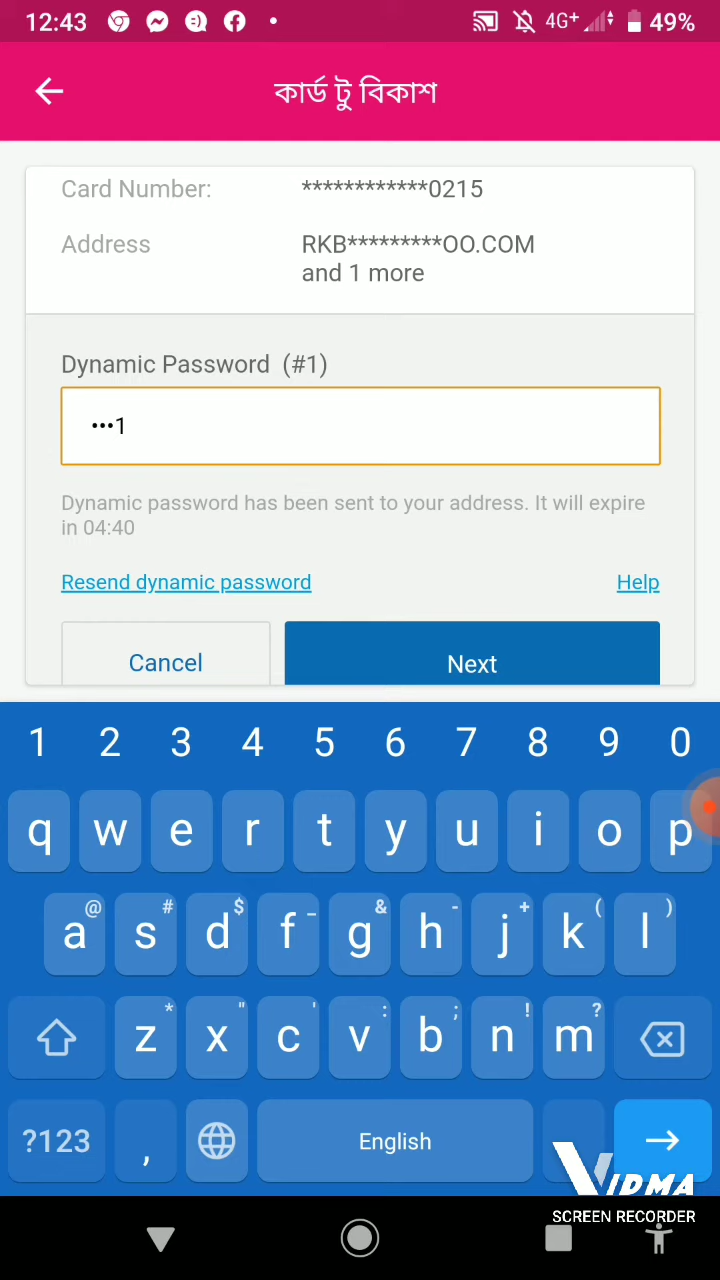 12:43 4G+ 49%
কার্ড টু বিকাশ
Card Number: ************0215
Address RKB*********OO.COM
and 1 more
Dynamic Password (#1)
•••1
Dynamic password has been sent to your address. It will expire
in 04:40
Resend dynamic password Help
Cancel Next
1 2 3 4 5 6 7 8 9 0
q w e r t y u i o p
@ # $ _ & - + ( )
a s d f g h j k l
* " ' : ; ! ?
z x c v b n m
?123 , English
VIDMA
SCREEN RECORDER